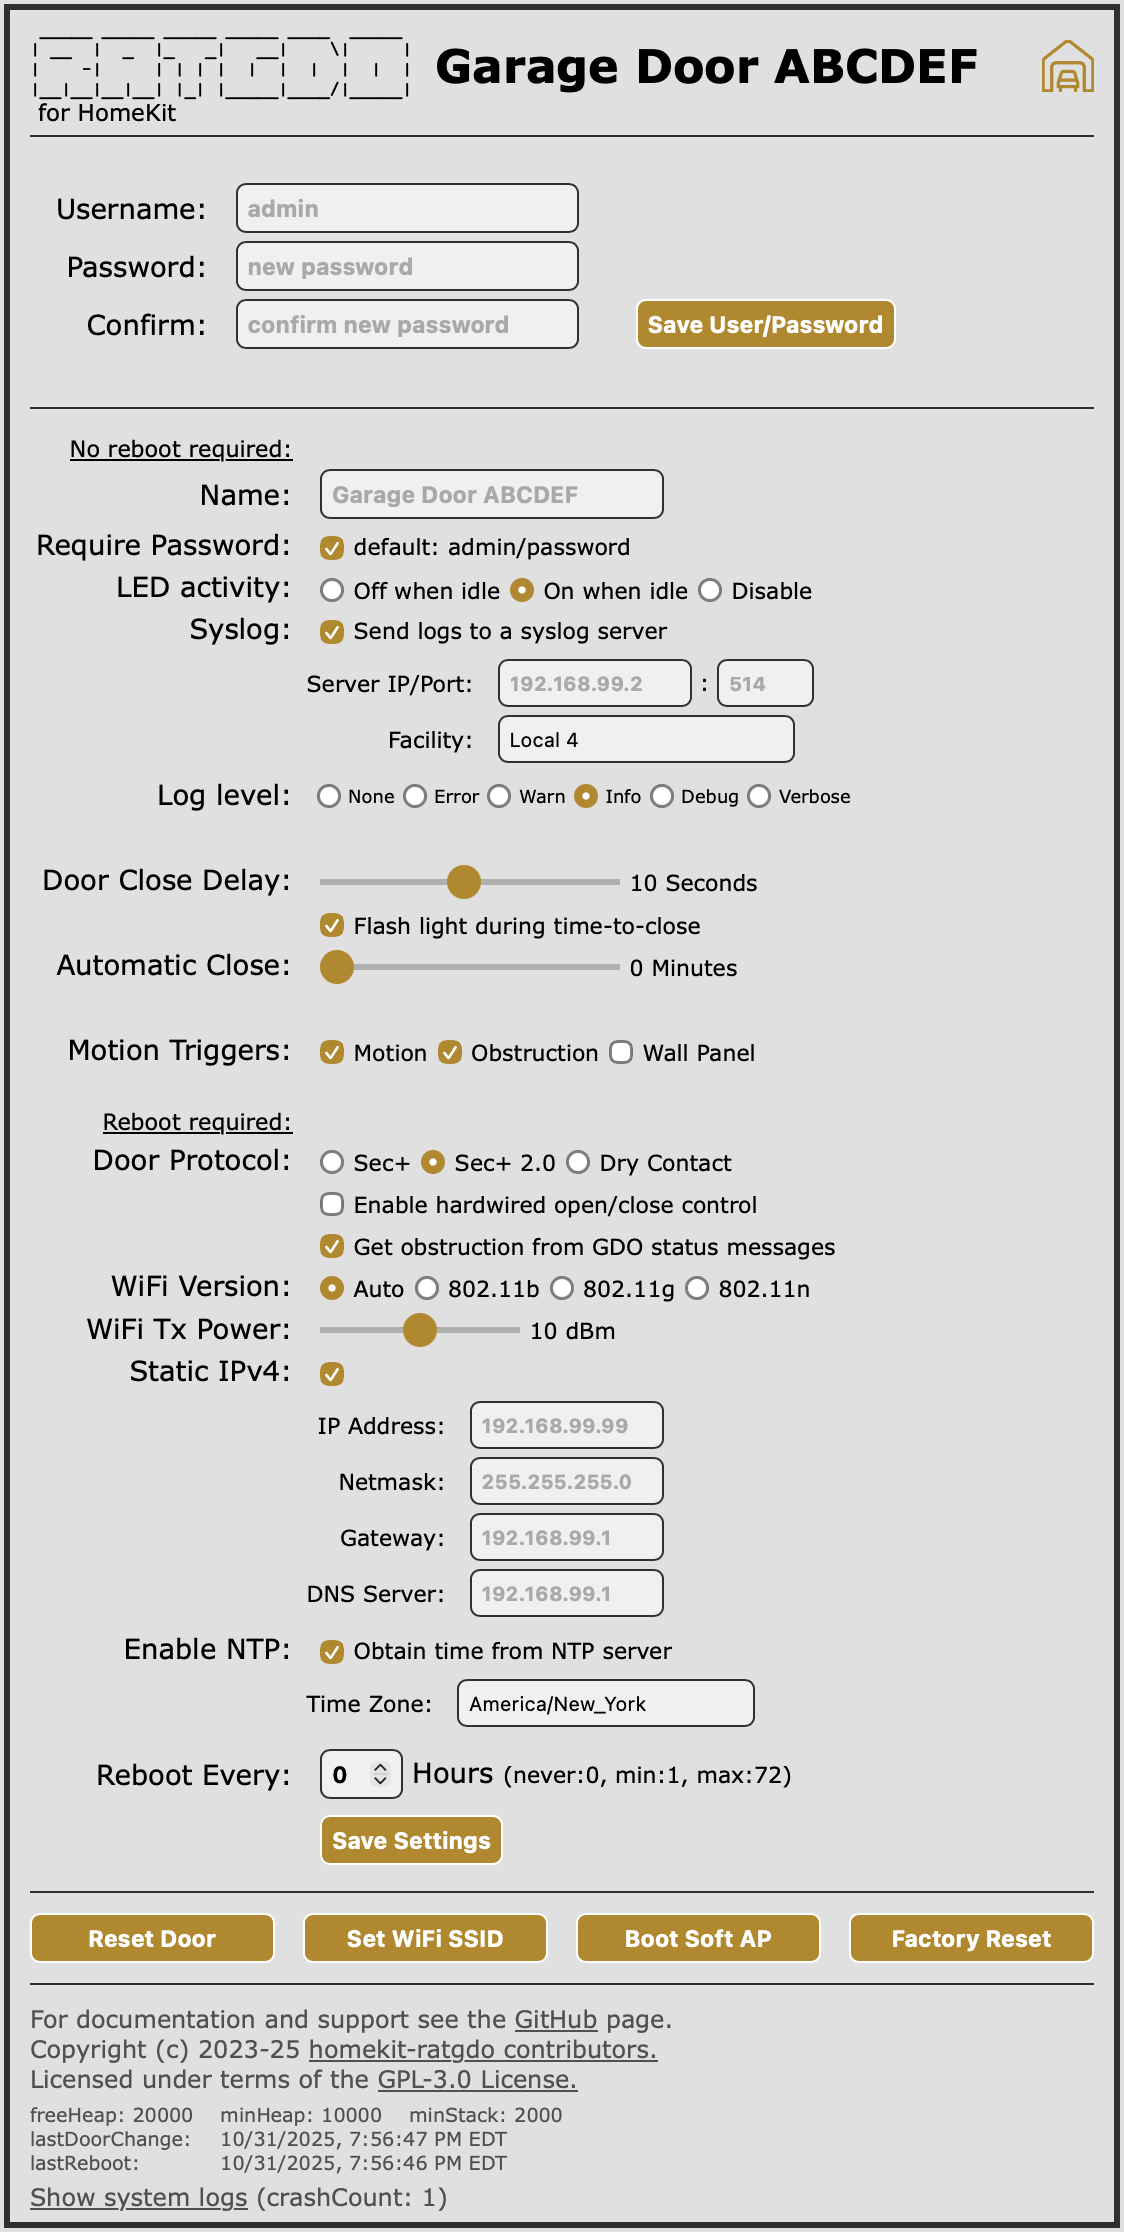 RATGDO
Garage Door ABCDEF
for HomeKit
Username: admin
Password: new password
Confirm: confirm new password Save User/Password
No reboot required:
Name: Garage Door ABCDEF
Require Password: default: admin/password
LED activity: Off when idle On when idle Disable
Syslog: Send logs to a syslog server
Server IP/Port: 192.168.99.2 : 514
Facility: Local 4
Log level: None Error Warn Info Debug Verbose
Door Close Delay: 10 Seconds
Flash light during time-to-close
Automatic Close: 0 Minutes
Motion Triggers: Motion Obstruction Wall Panel
Reboot required:
Door Protocol: Sec+ Sec+ 2.0 Dry Contact
Enable hardwired open/close control
Get obstruction from GDO status messages
WiFi Version: Auto 802.11b 802.11g 802.11n
WiFi Tx Power: 10 dBm
Static IPv4:
IP Address: 192.168.99.99
Netmask: 255.255.255.0
Gateway: 192.168.99.1
DNS Server: 192.168.99.1
Enable NTP: Obtain time from NTP server
Time Zone: America/New_York
Reboot Every: 0 Hours (never:0, min:1, max:72)
Save Settings
Reset Door Set WiFi SSID Boot Soft AP Factory Reset
For documentation and support see the GitHub page.
Copyright (c) 2023-25 homekit-ratgdo contributors.
Licensed under terms of the GPL-3.0 License.
freeHeap: 20000 minHeap: 10000 minStack: 2000
lastDoorChange: 10/31/2025, 7:56:47 PM EDT
lastReboot: 10/31/2025, 7:56:46 PM EDT
Show system logs (crashCount: 1)